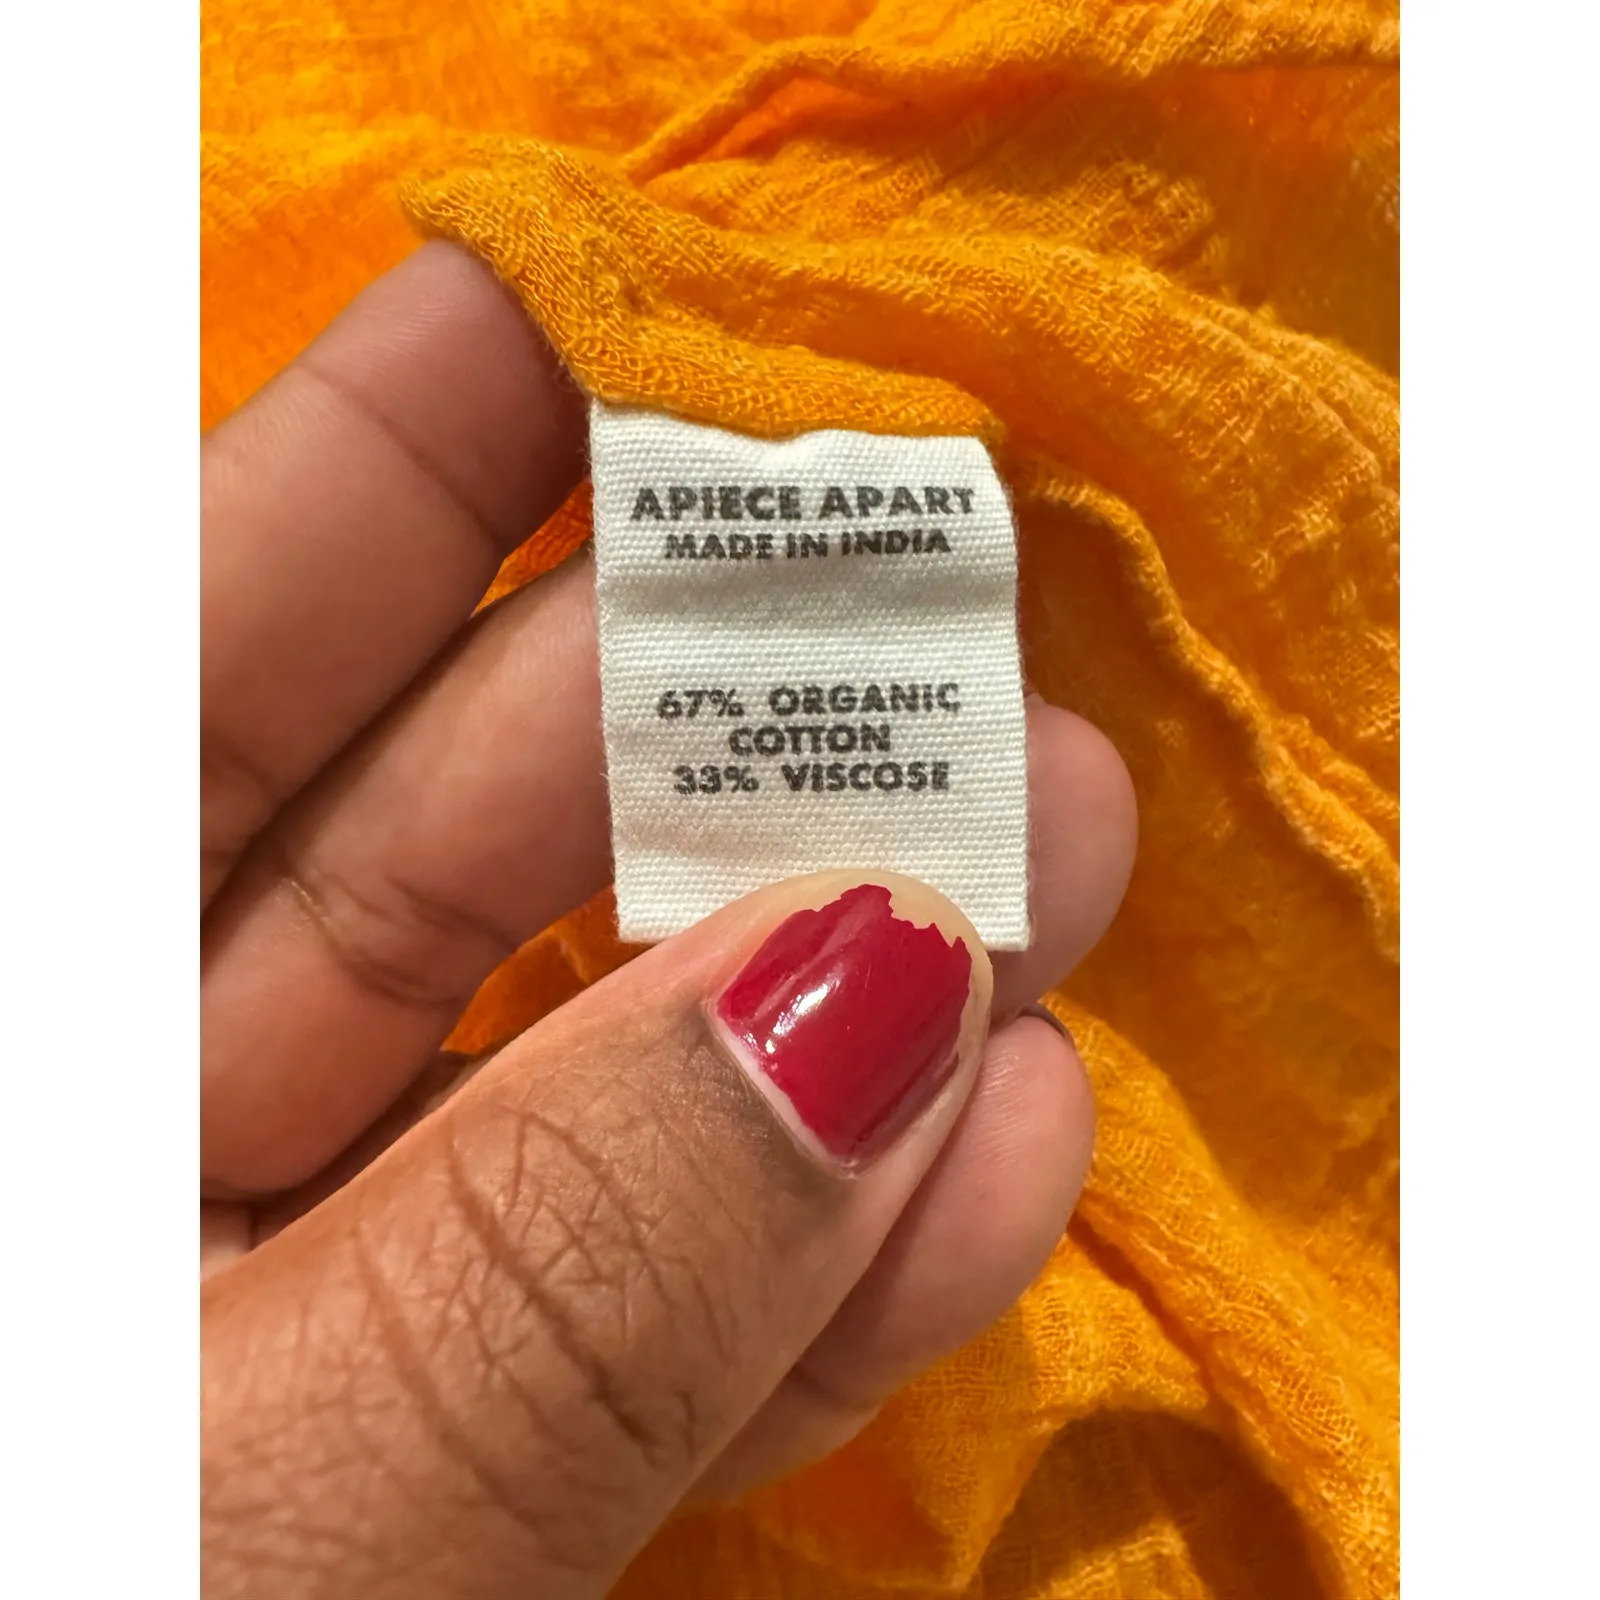 APIECE APART
MADE IN INDIA
67% ORGANIC
COTTON
33% VISCOSE